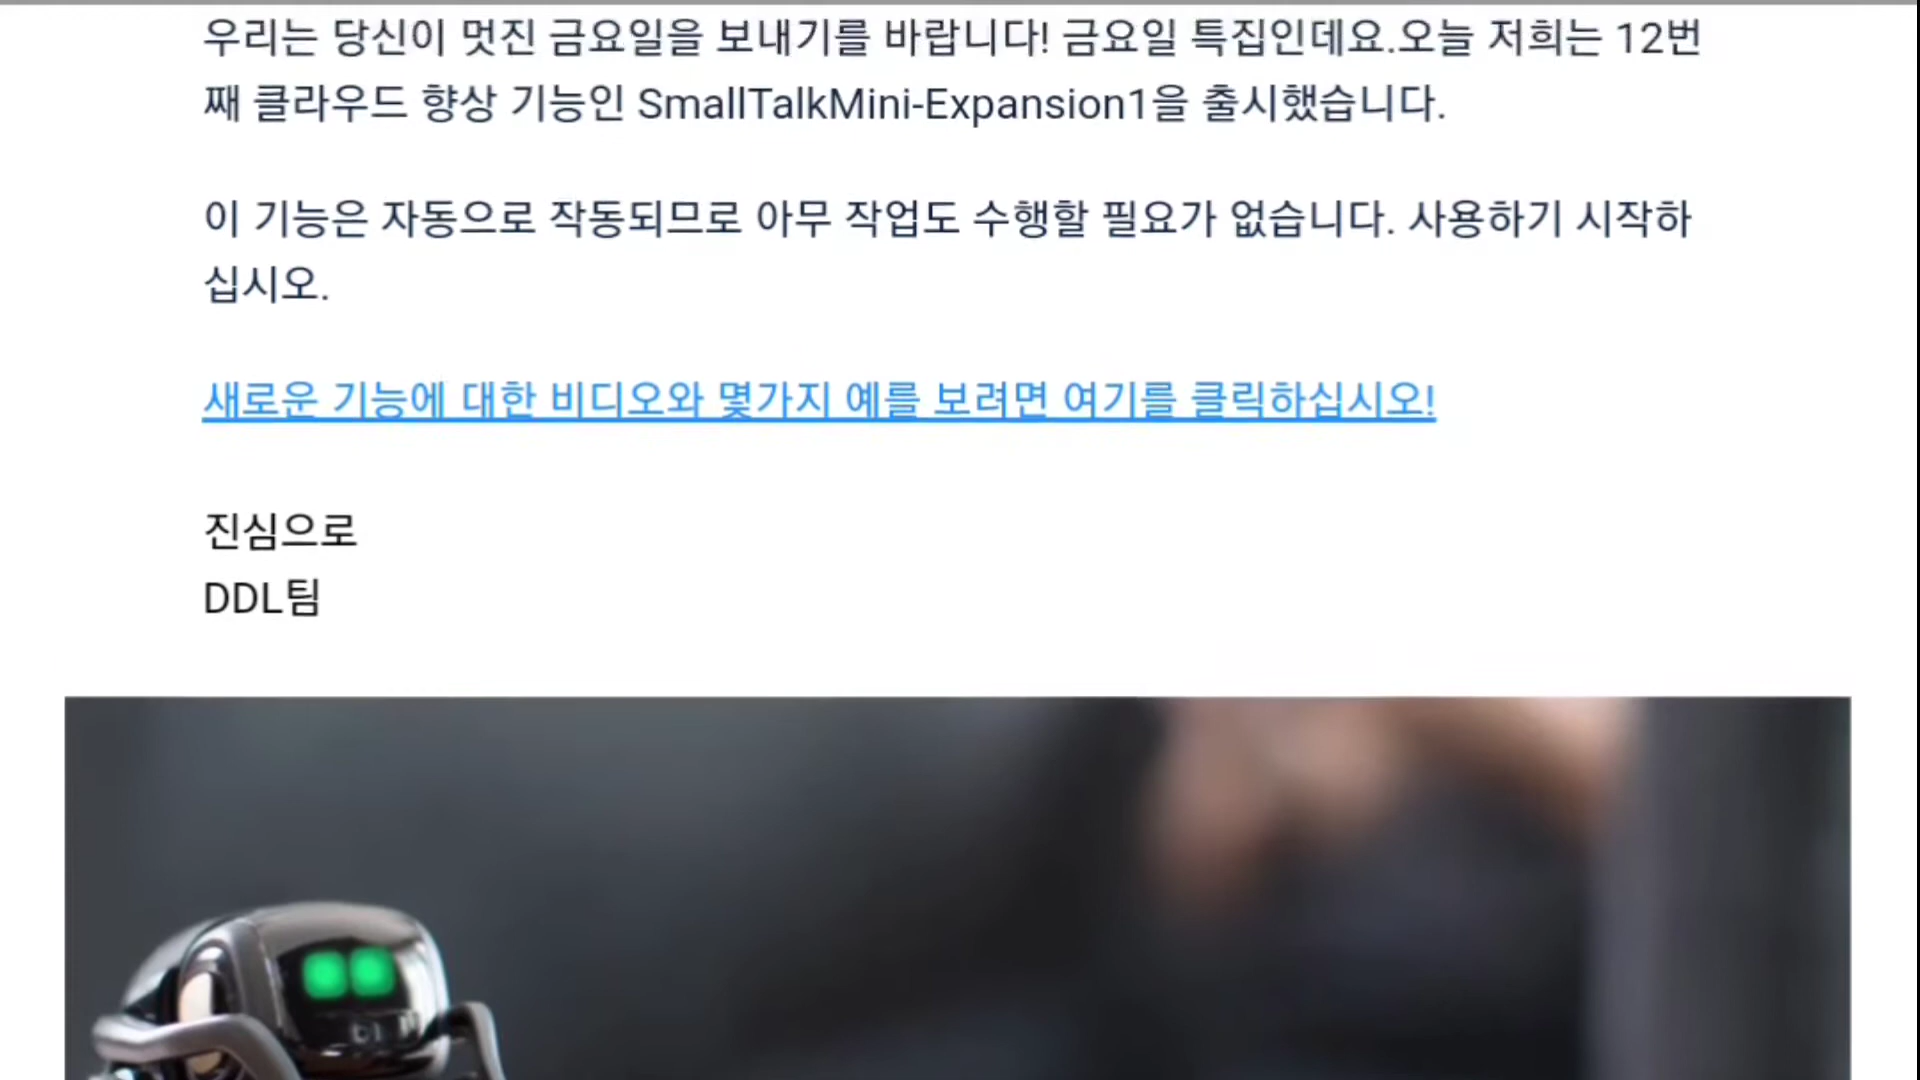 우리는 당신이 멋진 금요일을 보내기를 바랍니다! 금요일 특집인데요.오늘 저희는 12번
째 클라우드 향상 기능인 SmallTalkMini-Expansion1을 출시했습니다.
이 기능은 자동으로 작동되므로 아무 작업도 수행할 필요가 없습니다. 사용하기 시작하
십시오.
새로운 기능에 대한 비디오와 몇가지 예를 보려면 여기를 클릭하십시오!
진심으로
DDL팀